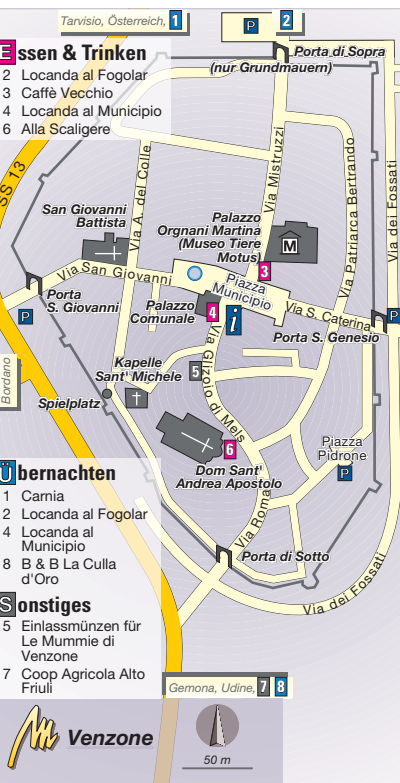 Tarvisio, Österreich, 1
P 2
Essen & Trinken
2 Locanda al Fogolar
3 Caffè Vecchio
4 Locanda al Municipio
6 Alla Scaligere
Porta di Sopra
(nur Grundmauern)
SS 13
Via A. del Colle
Via Mistruzzi
Via Patriarca Bertrando
Via dei Fossati
San Giovanni
Battista
Palazzo
Orgnani Martina
(Museo Tiere
Motus)
M
3
Via San Giovanni
Piazza
Municipio
Via S. Caterina
P
Porta
S. Giovanni
P
Palazzo
Comunale
4
i
Porta S. Genesio
Bordano
Kapelle
Sant' Michele
5
Via Glizoio di Mels
Spielplatz
6
Dom Sant'
Andrea Apostolo
Piazza
Pidrone
P
Übernachten
1 Carnia
2 Locanda al Fogolar
4 Locanda al
Municipio
8 B & B La Culla
d'Oro
Via Roma
Porta di Sotto
Via dei Fossati
Sonstiges
5 Einlassmünzen für
Le Mummie di
Venzone
7 Coop Agricola Alto
Friuli
Gemona, Udine, 7 8
Venzone
50 m